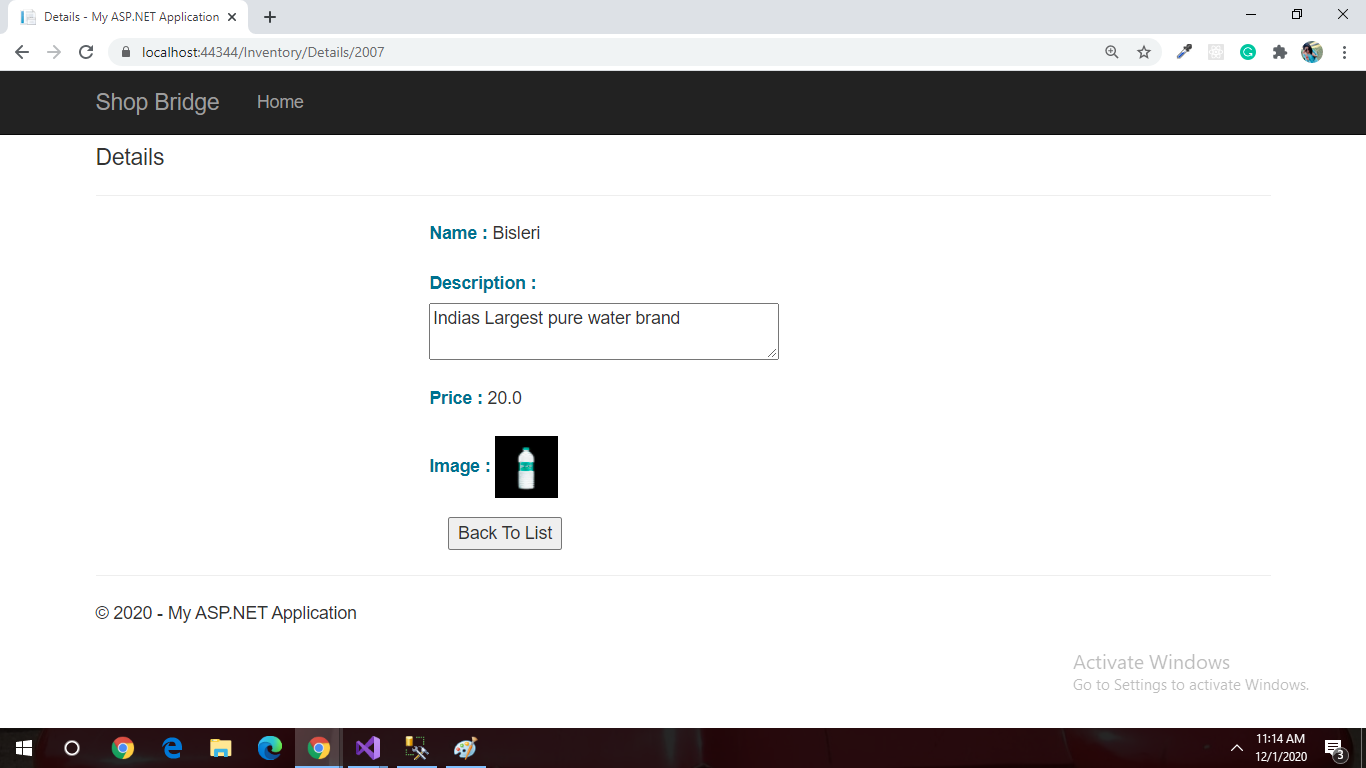 Details - My ASP.NET Application
localhost:44344/Inventory/Details/2007
Shop Bridge Home
Details
Name : Bisleri
Description :
Indias Largest pure water brand
Price : 20.0
Image :
Back To List
© 2020 - My ASP.NET Application
Activate Windows
Go to Settings to activate Windows.
11:14 AM
12/1/2020
3